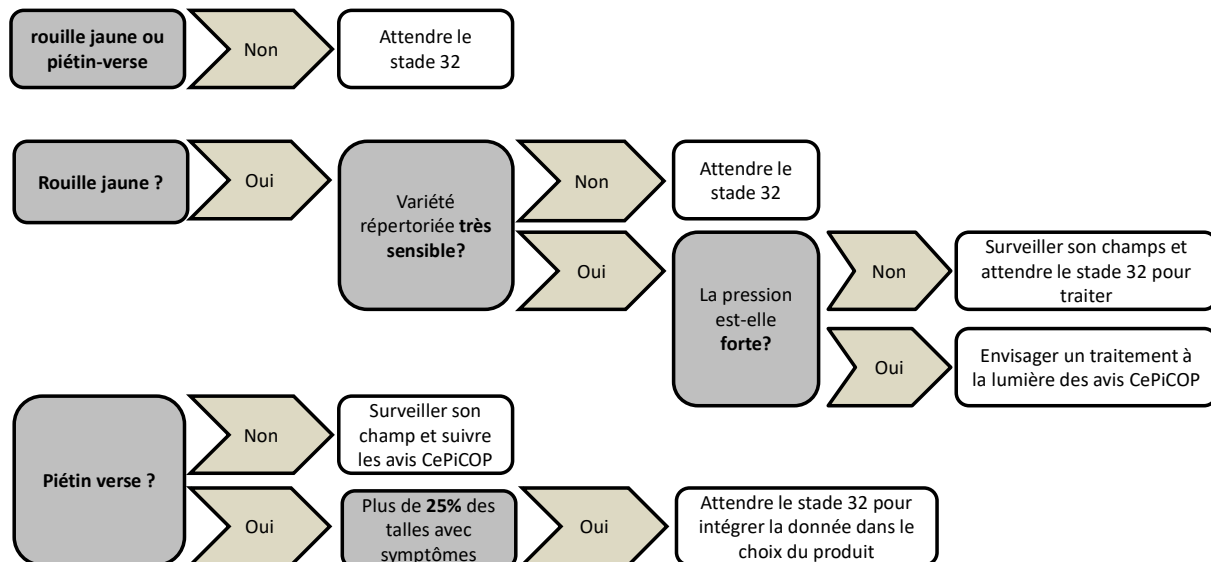 rouille jaune ou
piétin-verse
Non
Attendre le
stade 32
Rouille jaune ?
Oui
Variété
répertoriée très
sensible?
Non
Attendre le
stade 32
Oui
La pression
est-elle
forte?
Non
Surveiller son champs et
attendre le stade 32 pour
traiter
Oui
Envisager un traitement à
la lumière des avis CePiCOP
Piétin verse ?
Non
Surveiller son
champ et suivre
les avis CePiCOP
Oui
Plus de 25% des
talles avec
symptômes
Oui
Attendre le stade 32 pour
intégrer la donnée dans le
choix du produit